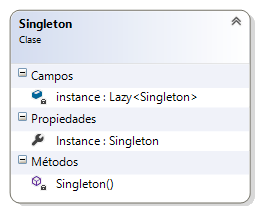 Singleton
Clase
Campos
instance : Lazy<Singleton>
Propiedades
Instance : Singleton
Métodos
Singleton()